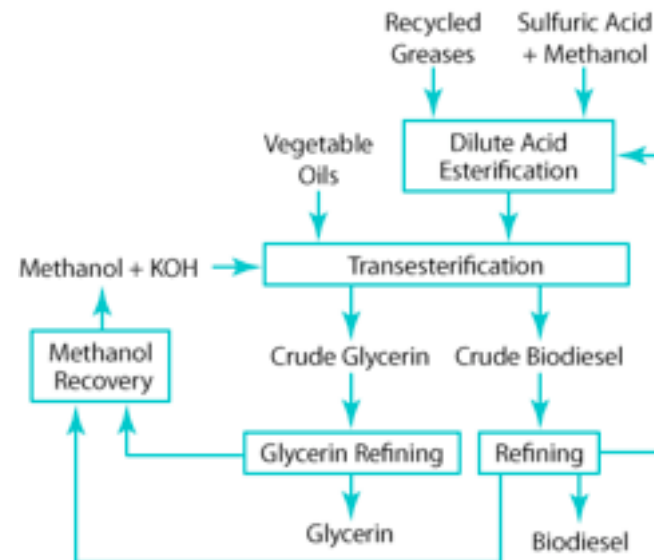 Recycled
Greases
Sulfuric Acid
+ Methanol
Dilute Acid
Esterification
Vegetable
Oils
Methanol + KOH
Transesterification
Methanol
Recovery
Crude Glycerin
Crude Biodiesel
Glycerin Refining
Refining
Glycerin
Biodiesel